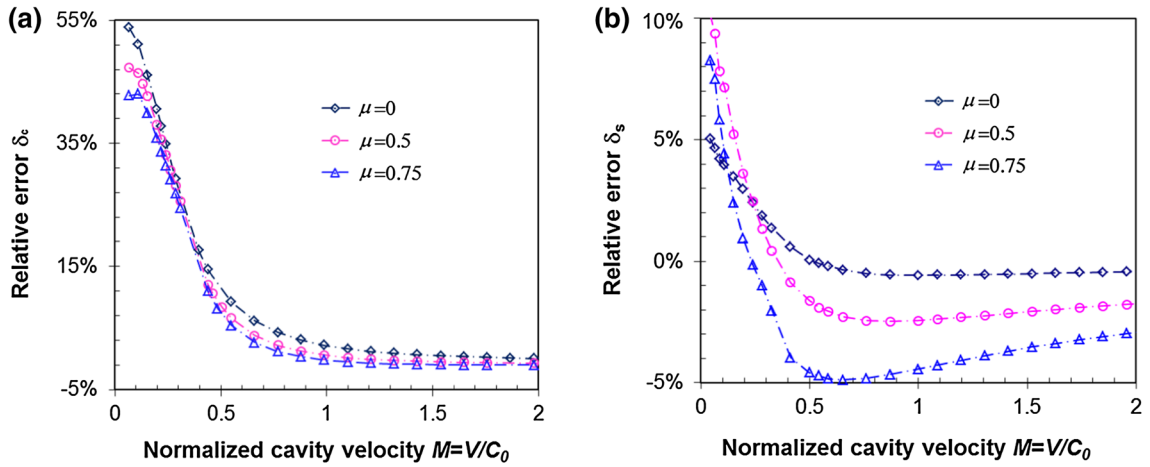 (a)
55%
35%
15%
-5%
Relative error δc
μ=0
μ=0.5
μ=0.75
0
0.5
1
1.5
2
Normalized cavity velocity M=V/C0
(b)
10%
5%
0%
-5%
Relative error δs
μ=0
μ=0.5
μ=0.75
0
0.5
1
1.5
2
Normalized cavity velocity M=V/C0